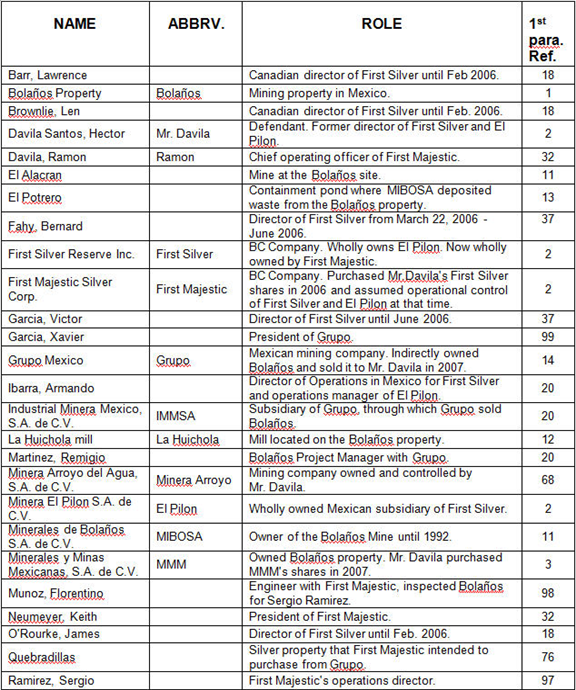 NAME ABBRV. ROLE 1st
para.
Ref.
Barr, Lawrence Canadian director of First Silver until Feb 2006. 18
Bolaños Property Bolaños Mining property in Mexico. 1
Brownlie, Len Canadian director of First Silver until Feb. 2006. 18
Davila Santos, Hector Mr. Davila Defendant. Former director of First Silver and El
Pilon. 2
Davila, Ramon Ramon Chief operating officer of First Majestic. 32
El Alacran Mine at the Bolaños site. 11
El Potrero Containment pond where MIBOSA deposited
waste from the Bolaños property. 13
Fahy, Bernard Director of First Silver from March 22, 2006 -
June 2006. 37
First Silver Reserve Inc. First Silver BC Company. Wholly owns El Pilon. Now wholly
owned by First Majestic. 2
First Majestic Silver
Corp. First Majestic BC Company. Purchased Mr.Davila's First Silver
shares in 2006 and assumed operational control
of First Silver and El Pilon at that time. 2
Garcia, Victor Director of First Silver until June 2006. 37
Garcia, Xavier President of Grupo. 99
Grupo Mexico Grupo Mexican mining company. Indirectly owned
Bolaños and sold it to Mr. Davila in 2007. 14
Ibarra, Armando Director of Operations in Mexico for First Silver
and operations manager of El Pilon. 20
Industrial Minera Mexico,
S.A. de C.V. IMMSA Subsidiary of Grupo, through which Grupo sold
Bolaños. 20
La Huichola mill La Huichola Mill located on the Bolaños property. 12
Martinez, Remigio Bolaños Project Manager with Grupo. 20
Minera Arroyo del Agua,
S.A. de C.V. Minera Arroyo Mining company owned and controlled by
Mr. Davila. 68
Minera El Pilon S.A. de
C.V. El Pilon Wholly owned Mexican subsidiary of First Silver. 2
Minerales de Bolaños
S.A. de C.V. MIBOSA Owner of the Bolaños Mine until 1992. 11
Minerales y Minas
Mexicanas, S.A. de C.V. MMM Owned Bolaños property. Mr. Davila purchased
MMM's shares in 2007. 3
Munoz, Florentino Engineer with First Majestic, inspected Bolaños
for Sergio Ramirez. 98
Neumeyer, Keith President of First Majestic. 32
O'Rourke, James Director of First Silver until Feb. 2006. 18
Quebradillas Silver property that First Majestic intended to
purchase from Grupo. 76
Ramirez, Sergio First Majestic's operations director. 97